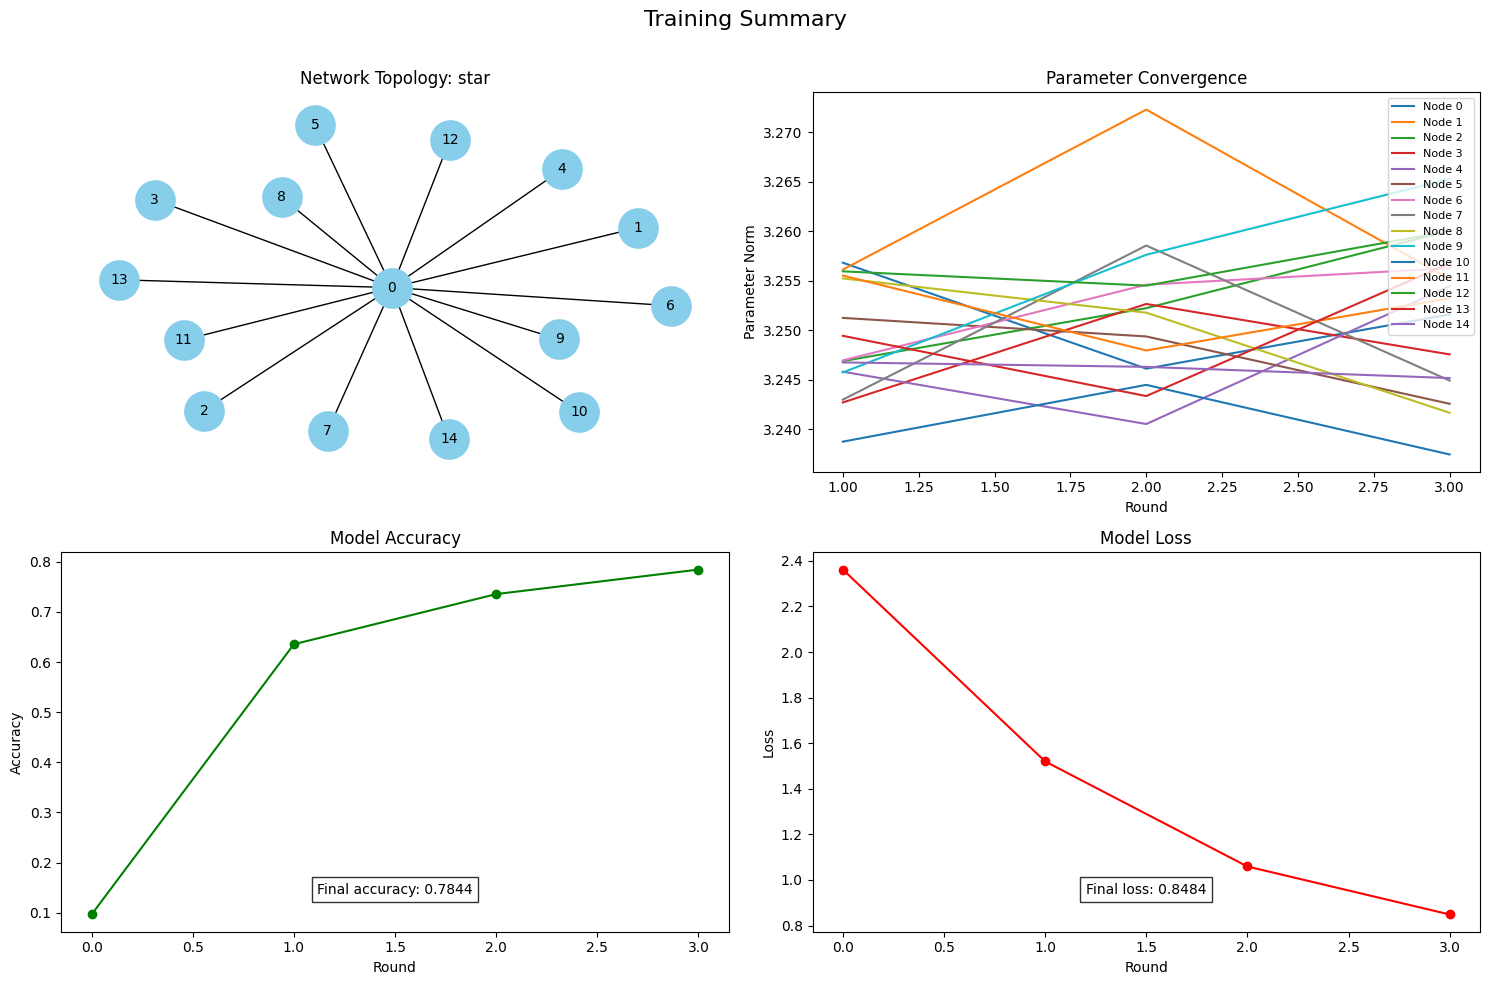 Training Summary
Network Topology: star
5
12
4
3
8
1
13
0
6
11
9
2
10
7
14
Parameter Convergence
Parameter Norm
3.270
3.265
3.260
3.255
3.250
3.245
3.240
Node 0
Node 1
Node 2
Node 3
Node 4
Node 5
Node 6
Node 7
Node 8
Node 9
Node 10
Node 11
Node 12
Node 13
Node 14
1.00 1.25 1.50 1.75 2.00 2.25 2.50 2.75 3.00
Round
Model Accuracy
Accuracy
0.8
0.7
0.6
0.5
0.4
0.3
0.2
0.1
Final accuracy: 0.7844
0.0 0.5 1.0 1.5 2.0 2.5 3.0
Round
Model Loss
Loss
2.4
2.2
2.0
1.8
1.6
1.4
1.2
1.0
0.8
Final loss: 0.8484
0.0 0.5 1.0 1.5 2.0 2.5 3.0
Round